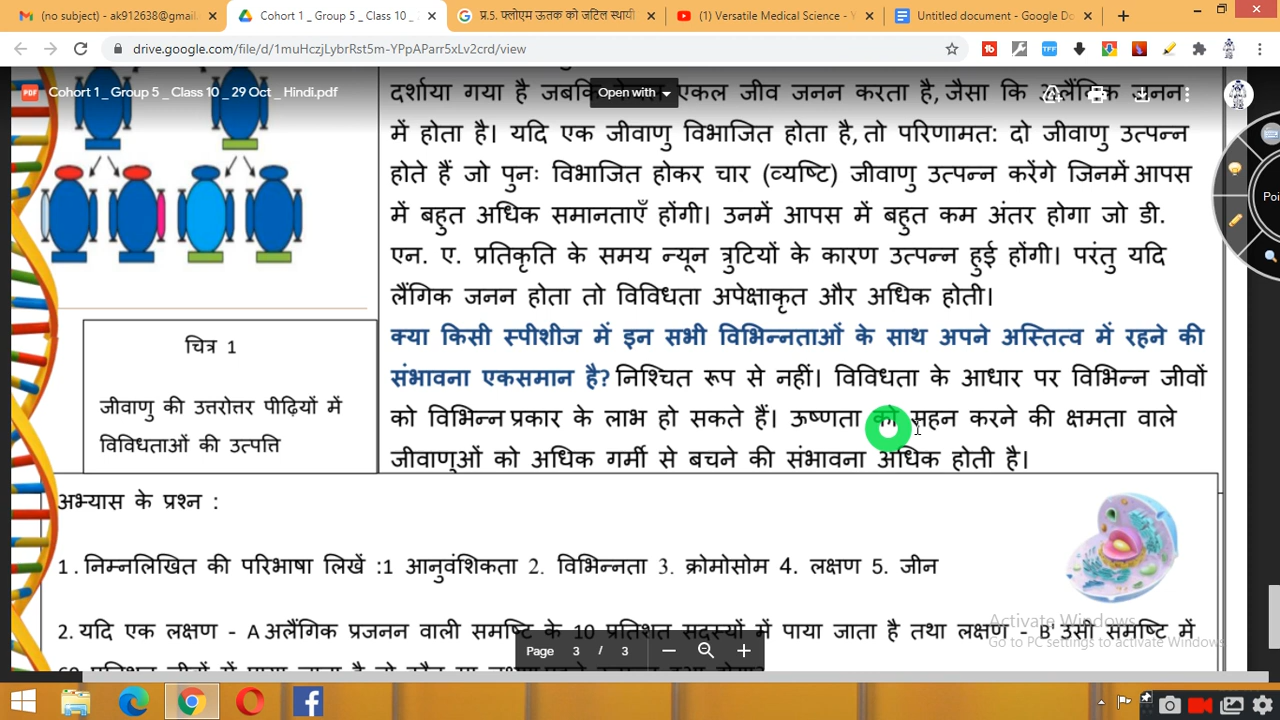 (no subject) - ak912638@gmail.
Cohort 1 _ Group 5 _ Class 10 _
प्र.5. फ्लोएम ऊतक को जटिल स्थायी
(1) Versatile Medical Science - Y
Untitled document - Google Do
drive.google.com/file/d/1muHczjLybrRst5m-YPpAParr5xLv2crd/view
Cohort 1 _ Group 5 _ Class 10 _ 29 Oct _ Hindi.pdf
Open with
दर्शाया गया है जबकि एकल जीव जनन करता है, जैसा कि अलैंगिक जनन
में होता है। यदि एक जीवाणु विभाजित होता है, तो परिणामत: दो जीवाणु उत्पन्न
होते हैं जो पुनः विभाजित होकर चार (व्यष्टि) जीवाणु उत्पन्न करेंगे जिनमें आपस
में बहुत अधिक समानताएँ होंगी। उनमें आपस में बहुत कम अंतर होगा जो डी.
एन. ए. प्रतिकृति के समय न्यून त्रुटियों के कारण उत्पन्न हुई होंगी। परंतु यदि
लैंगिक जनन होता तो विविधता अपेक्षाकृत और अधिक होती।
क्या किसी स्पीशीज में इन सभी विभिन्नताओं के साथ अपने अस्तित्व में रहने की
संभावना एकसमान है? निश्चित रूप से नहीं। विविधता के आधार पर विभिन्न जीवों
को विभिन्न प्रकार के लाभ हो सकते हैं। ऊष्णता को सहन करने की क्षमता वाले
जीवाणुओं को अधिक गर्मी से बचने की संभावना अधिक होती है।
चित्र 1
जीवाणु की उत्तरोत्तर पीढ़ियों में
विविधताओं की उत्पत्ति
Poi
अभ्यास के प्रश्न :
1 . निम्नलिखित की परिभाषा लिखें :1 आनुवंशिकता 2. विभिन्नता 3. क्रोमोसोम 4. लक्षण 5. जीन
2. यदि एक लक्षण - A अलैंगिक प्रजनन वाली समष्टि के 10 प्रतिशत सदस्यों में पाया जाता है तथा लक्षण - B उसी समष्टि में
Activate Windows
Go to PC settings to activate Windows.
Page 3 / 3